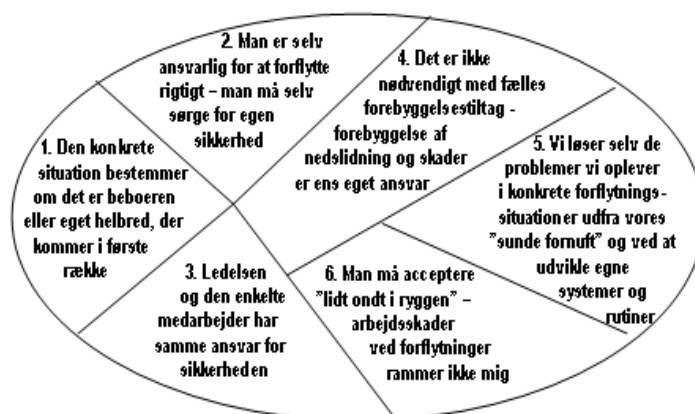 1. Den konkrete
situation bestemmer
om det er beboeren
eller eget helbred, der
kommer i første
række
2. Man er selv
ansvarlig for at forflytte
rigtigt – man må selv
sørge for egen
sikkerhed
3. Ledelsen
og den enkelte
medarbejder har
samme ansvar for
sikkerheden
4. Det er ikke
nødvendigt med fælles
forebyggelsestiltag -
forebyggelse af
nedslidning og skader
er ens eget ansvar
5. Vi løser selv de
problemer vi oplever
i konkrete forflytnings-
situationer udfra vores
”sunde fornuft” og ved at
udvikle egne
systemer og
rutiner
6. Man må acceptere
”lidt ondt i ryggen” –
arbejdsskader
ved forflytninger
rammer ikke mig